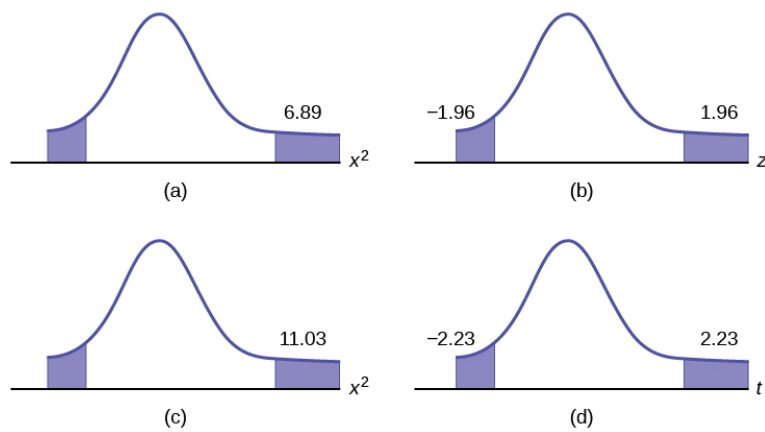 6.89
x²
(a)
−1.96 1.96
z
(b)
11.03
x²
(c)
−2.23 2.23
t
(d)